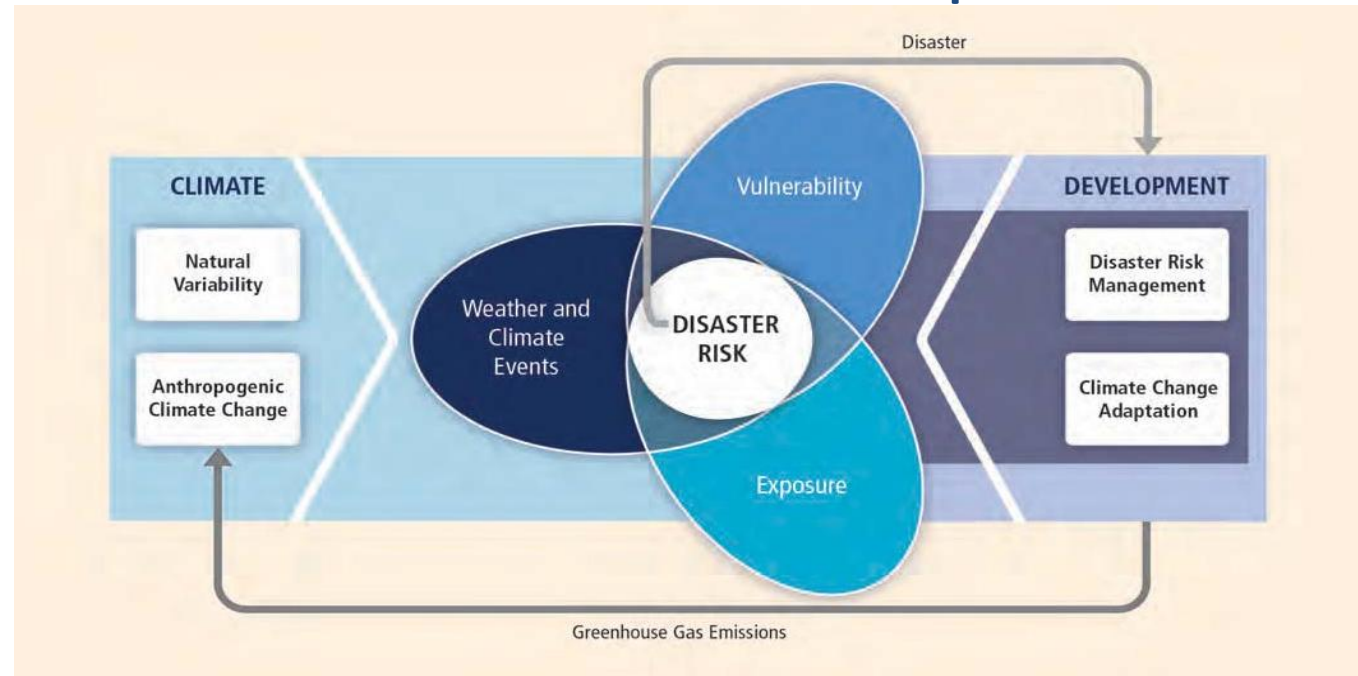 Disaster
CLIMATE
Natural
Variability
Anthropogenic
Climate Change
Weather and
Climate
Events
Vulnerability
DISASTER
RISK
Exposure
DEVELOPMENT
Disaster Risk
Management
Climate Change
Adaptation
Greenhouse Gas Emissions